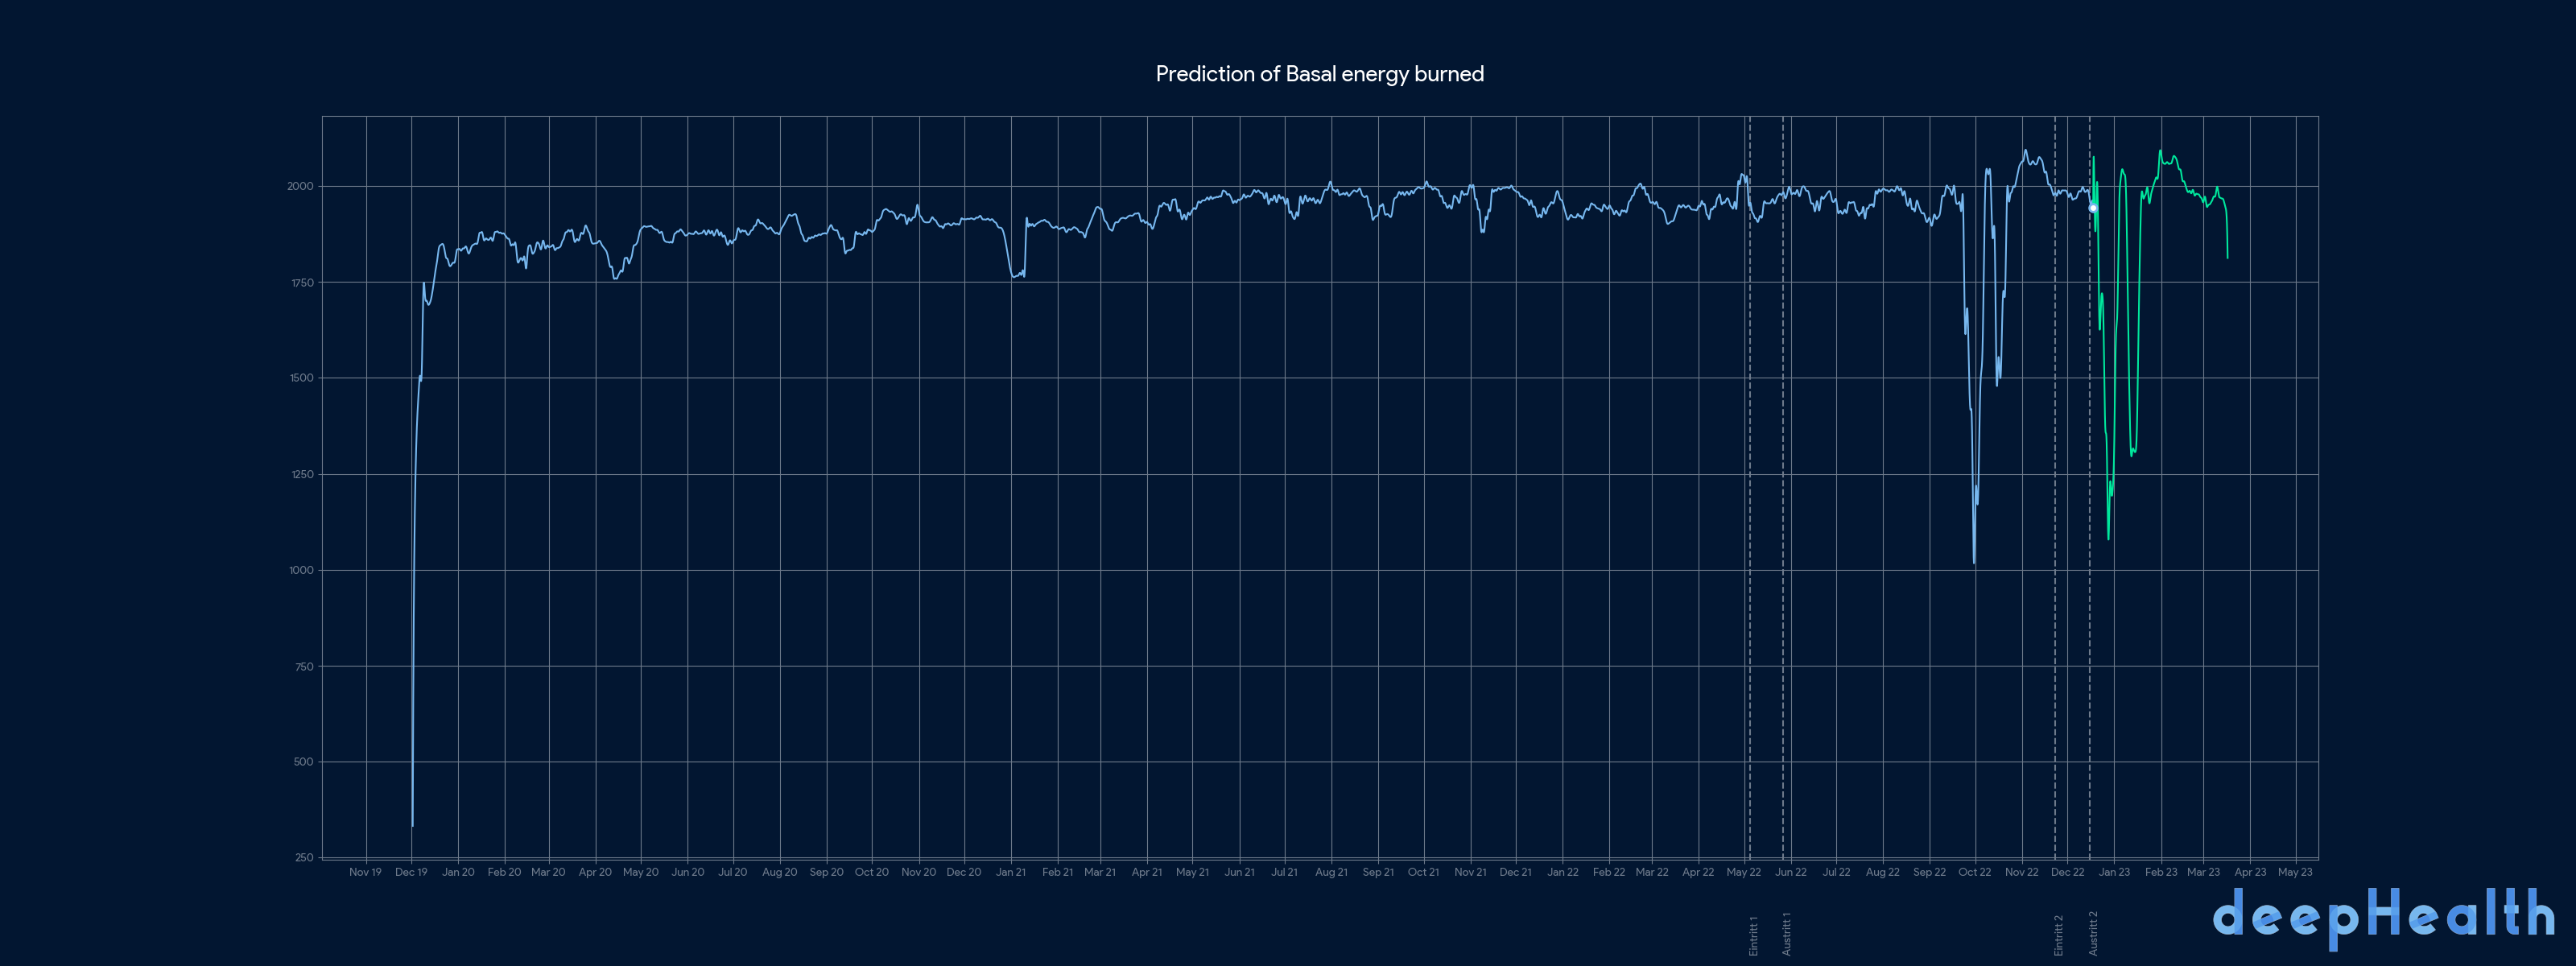 Prediction of Basal energy burned
2000
1750
1500
1250
1000
750
500
250
Nov 19 Dec 19 Jan 20 Feb 20 Mar 20 Apr 20 May 20 Jun 20 Jul 20 Aug 20 Sep 20 Oct 20 Nov 20 Dec 20 Jan 21 Feb 21 Mar 21 Apr 21 May 21 Jun 21 Jul 21 Aug 21 Sep 21 Oct 21 Nov 21 Dec 21 Jan 22 Feb 22 Mar 22 Apr 22 May 22 Jun 22 Jul 22 Aug 22 Sep 22 Oct 22 Nov 22 Dec 22 Jan 23 Feb 23 Mar 23 Apr 23 May 23
Eintritt 1
Austritt 1
Eintritt 2
Austritt 2
deepHealth